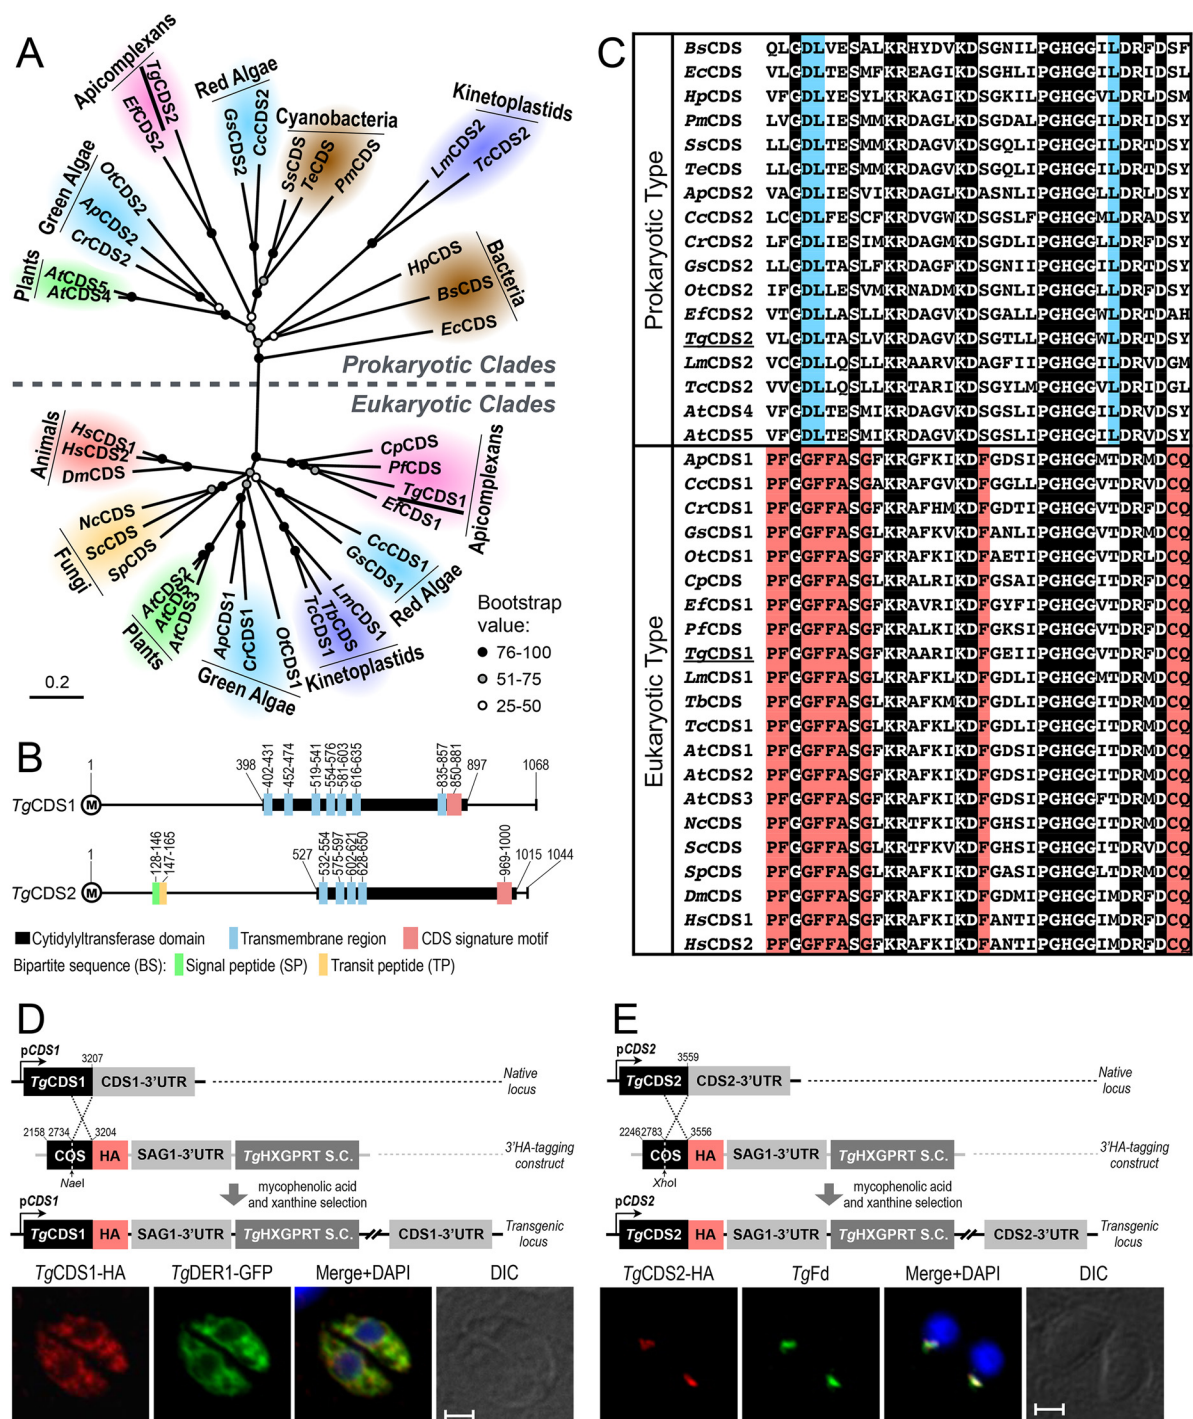 A
Apicomplexans
TgCDS2
EfCDS2
Red Algae
GsCDS2
CcCDS2
Cyanobacteria
SsCDS
TeCDS
PmCDS
Kinetoplastids
LmCDS2
TcCDS2
Green Algae
OtCDS2
ApCDS2
CrCDS2
Plants
AtCDS5
AtCDS4
Bacteria
HpCDS
BsCDS
EcCDS
Prokaryotic Clades
Eukaryotic Clades
Animals
HsCDS1
HsCDS2
DmCDS
Fungi
NcCDS
ScCDS
SpCDS
Plants
AtCDS2
AtCDS1
AtCDS3
Green Algae
ApCDS1
CrCDS1
OtCDS1
Kinetoplastids
TcCDS1
TbCDS
LmCDS1
Red Algae
GsCDS1
CcCDS1
Apicomplexans
CpCDS
PfCDS
TgCDS1
EfCDS1
Bootstrap
value:
76-100
51-75
25-50
0.2
B
TgCDS1
1
M
398
402-431
452-474
519-541
554-576
581-603
616-635
835-857
850-881
897
1068
TgCDS2
1
M
128-146
147-165
527
532-554
575-597
602-621
628-650
969-1000
1015
1044
Cytidylyltransferase domain
Transmembrane region
CDS signature motif
Bipartite sequence (BS):
Signal peptide (SP)
Transit peptide (TP)
C
Prokaryotic Type
BsCDS QLGDLVESALKRHYDVKDSGNILPGHGGILDRFDSF
EcCDS VLGDLTESMFKREAGIKDSGHLIPGHGGILDRIDSL
HpCDS VFGDLYESYLKRKAGIKDSGKILPGHGGVLDRLDSM
PmCDS LVGDLIESMMKRDAGLKDSGDALPGHGGILDRIDSY
SsCDS LLGDLTESMMKRDAGVKDSGQLIPGHGGILDRTDSY
TeCDS LLGDLTESMMKRDAGVKDSGQLIPGHGGILDRTDSY
ApCDS2 VAGDLIESVIKRDAGLKDASNLIPGHGGLLDRLDSY
CcCDS2 LCGDLFESCFKRDVGWKDSGSLFPGHGGMLDRADSY
CrCDS2 LFGDLIESIMKRDAGMKDSGDLIPGHGGLLDRFDSY
GsCDS2 LLGDLTASLFKRDAGFKDSGNIIPGHGGILDRTDSY
OtCDS2 IFGDLLESVMKRNADMKDSGNLIPGHGGLLDRFDSY
EfCDS2 VTGDLLASLLKRDAGVKDSGALLPGHGGWLDRTDAH
TgCDS2 VLGDLTASLVKRDAGVKDSGTLLPGHGGWLDRTDSY
LmCDS2 VCGDLLQSLLKRAARVKDAGFIIPGHGGVLDRVDGM
TcCDS2 VVGDLLQSLLKRTARIKDSGYLMPGHGGVLDRIDGL
AtCDS4 VFGDLTESMIKRDAGVKDSGSLIPGHGGILDRVDSY
AtCDS5 VFGDLTESMIKRDAGVKDSGSLIPGHGGILDRVDSY
Eukaryotic Type
ApCDS1 PFGGFFASGFKRGFRIKDFGDSIPGHGGMTDRMDCQ
CcCDS1 PFGGFFASGAKRAFGVKDFGGLLPGHGGVTDRVDCQ
CrCDS1 PFGGFFASGFKRAFHMKDFGDTIPGHGGVTDRFDCQ
GsCDS1 PFGGFFASGLKRAFKVKDFANLIPGHGGVTDRMDCQ
OtCDS1 PFGGFFASGFKRAFKIKDFAETIPGHGGVTDRLDCQ
CpCDS PFGGFFASGLKRALRIKDFGSAIPGHGGITDRFDCQ
EfCDS1 PFGGFFASGFKRAVRIKDFGYFIPGHGGVTDRFDCQ
PfCDS PFGGFFASGFKRALKIKDFGKSIPGHGGVTDRFDCQ
TgCDS1 PFGGFFASGFKRAARIKDFGEIIPGHGGVTDRMDCQ
LmCDS1 PFGGFFASGLKRAFKLKDFGDLIPGHGGMTDRMDCQ
TbCDS PFGGFFASGFKRAFKMKDFGDLIPGHGGITDRMDCQ
TcCDS1 PFGGFFASGLKRAFKLKDFGDLIPGHGGVTDRMDCQ
AtCDS1 PFGGFFASGFKRAFKIKDFGDSIPGHGGITDRMDCQ
AtCDS2 PFGGFFASGFKRAFKIKDFGDSIPGHGGITDRMDCQ
AtCDS3 PFGGFFASGFKRAFKIKDFGDSIPGHGGFTDRMDCQ
NcCDS PFGGFFASGLKRTFKIKDFGHSIPGHGGITDRMDCQ
ScCDS PFGGFFASGLKRTFKVKDFGHSIPGHGGITDRVDCQ
SpCDS PFGGFFASGLKRAFKIKDFGASIPGHGGLTDRMDCQ
DmCDS PFGGFFASGFKRAFKIKDFGDMIPGHGGIMDRFDCQ
HsCDS1 PFGGFFASGFKRAFKIKDFANTIPGHGGIMDRFDCQ
HsCDS2 PFGGFFASGFKRAFKIKDFANTIPGHGGIMDRFDCQ
D
pCDS1
3207
TgCDS1 CDS1-3’UTR
Native
locus
2158 2734 3204
COS HA SAG1-3’UTR TgHXGPRT S.C.
NaeI
3’HA-tagging
construct
mycophenolic acid
and xanthine selection
pCDS1
TgCDS1 HA SAG1-3’UTR TgHXGPRT S.C. CDS1-3’UTR
Transgenic
locus
TgCDS1-HA TgDER1-GFP Merge+DAPI DIC
E
pCDS2
3559
TgCDS2 CDS2-3’UTR
Native
locus
2246 2783 3556
COS HA SAG1-3’UTR TgHXGPRT S.C.
XhoI
3’HA-tagging
construct
mycophenolic acid
and xanthine selection
pCDS2
TgCDS2 HA SAG1-3’UTR TgHXGPRT S.C. CDS2-3’UTR
Transgenic
locus
TgCDS2-HA TgFd Merge+DAPI DIC